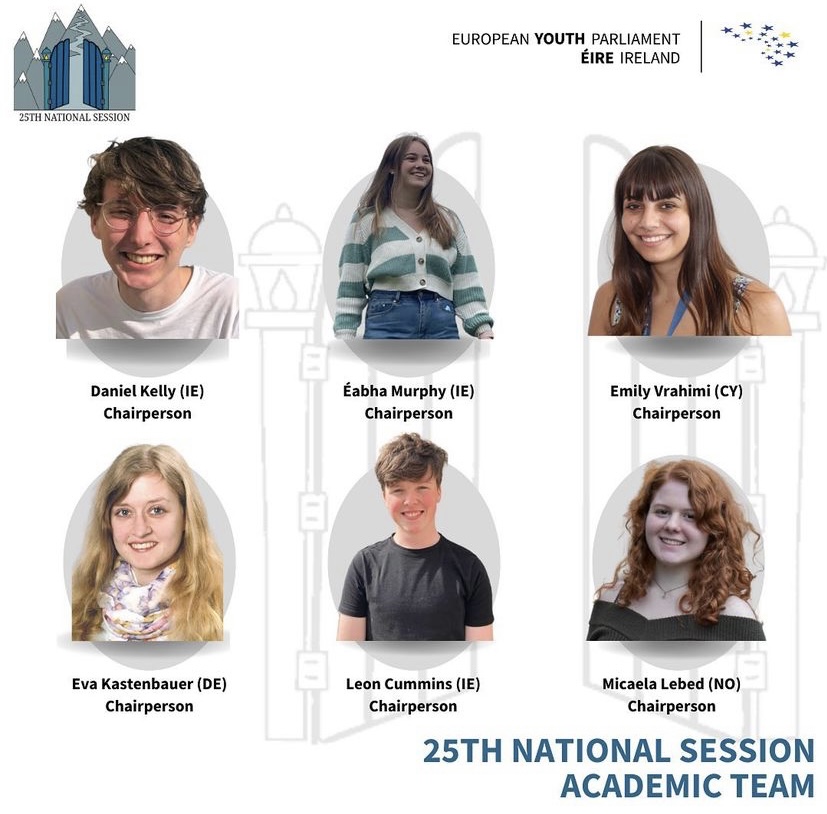 25TH NATIONAL SESSION
EUROPEAN YOUTH PARLIAMENT
ÉIRE IRELAND
Daniel Kelly (IE)
Chairperson
Éabha Murphy (IE)
Chairperson
Emily Vrahimi (CY)
Chairperson
Eva Kastenbauer (DE)
Chairperson
Leon Cummins (IE)
Chairperson
Micaela Lebed (NO)
Chairperson
25TH NATIONAL SESSION
ACADEMIC TEAM